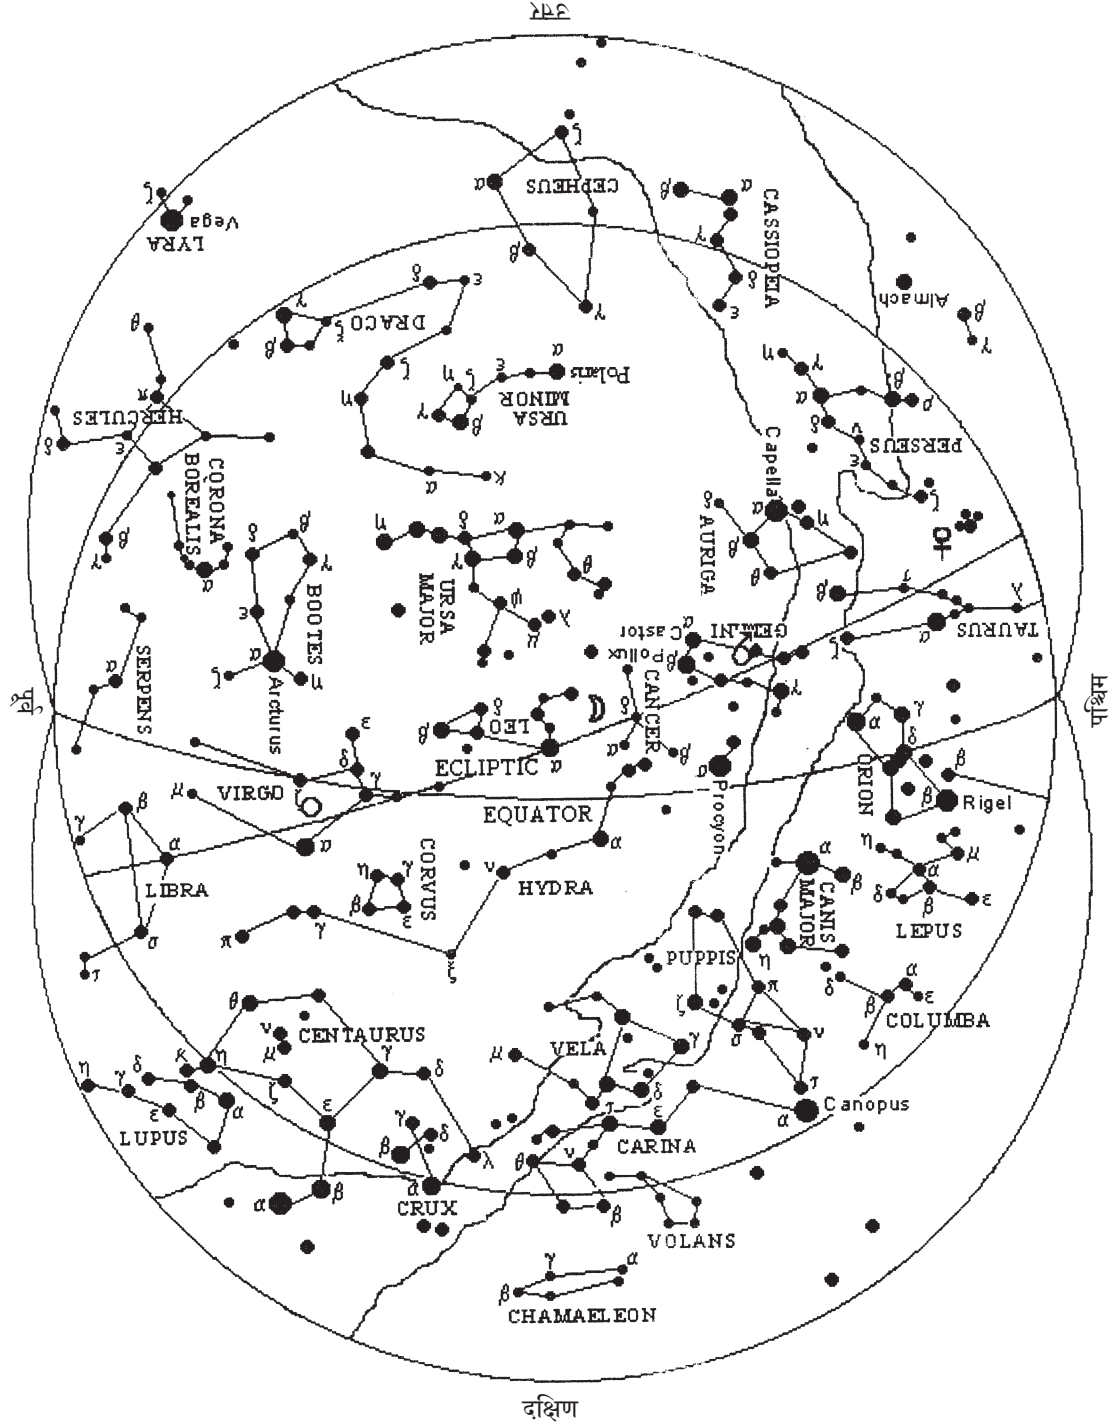 उत्तर
ζ
CEPHEUS
α
β
γ
β
α
CASSIOPEIA
γ
δ
ε
ζ
Vega
LYRA
Almach
β
γ
δ
ε
γ
ζ
DRACO
β
ζ
η
α
κ
α
Polaris
ε
ζ
η
URSA
MINOR
γ
β
η
γ
α
β
ρ
δ
ν
PERSEUS
ε
ζ
θ
π
HERCULES
δ
ε
β
γ
CORONA
BOREALIS
α
δ
β
γ
BOOTES
ε
α
ζ
η
Arcturus
η
δ
α
γ
β
URSA
MAJOR
ψ
μ
λ
θ
Capella
δ
α
η
AURIGA
β
θ
β
τ
λ
α
TAURUS
ζ
GEMINI
α
Castor
β
Pollux
γ
SERPENS
α
पूर्व
पश्चिम
CANCER
δ
α
β
LEO
δ
β
α
ECLIPTIC
EQUATOR
ε
δ
γ
VIRGO
ζ
μ
α
α
Procyon
α
γ
δ
ORION
β
β
Rigel
γ
β
α
LIBRA
σ
τ
CORVUS
η
γ
β
ε
ν
α
HYDRA
π
γ
ξ
α
β
CANIS
MAJOR
η
η
α
μ
δ
β
ε
LEPUS
PUPPIS
ζ
π
σ
ν
τ
δ
α
β
ε
COLUMBA
η
θ
ν
CENTAURUS
μ
κ
η
γ
δ
ζ
ε
λ
β
α
η
γ
δ
β
ε
α
LUPUS
μ
VELA
γ
δ
Canopus
α
ι
ε
CARINA
θ
ν
β
γ
δ
β
α
CRUX
VOLANS
γ
α
β
CHAMAELEON
दक्षिण